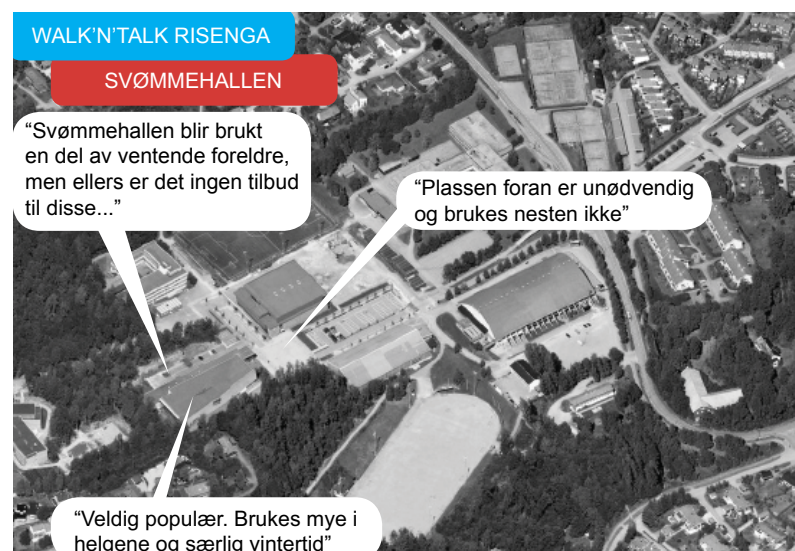 WALK’N’TALK RISENGA
SVØMMEHALLEN
“Svømmehallen blir brukt
en del av ventende foreldre,
men ellers er det ingen tilbud
til disse...”
“Plassen foran er unødvendig
og brukes nesten ikke”
“Veldig populær. Brukes mye i
helgene og særlig vintertid”